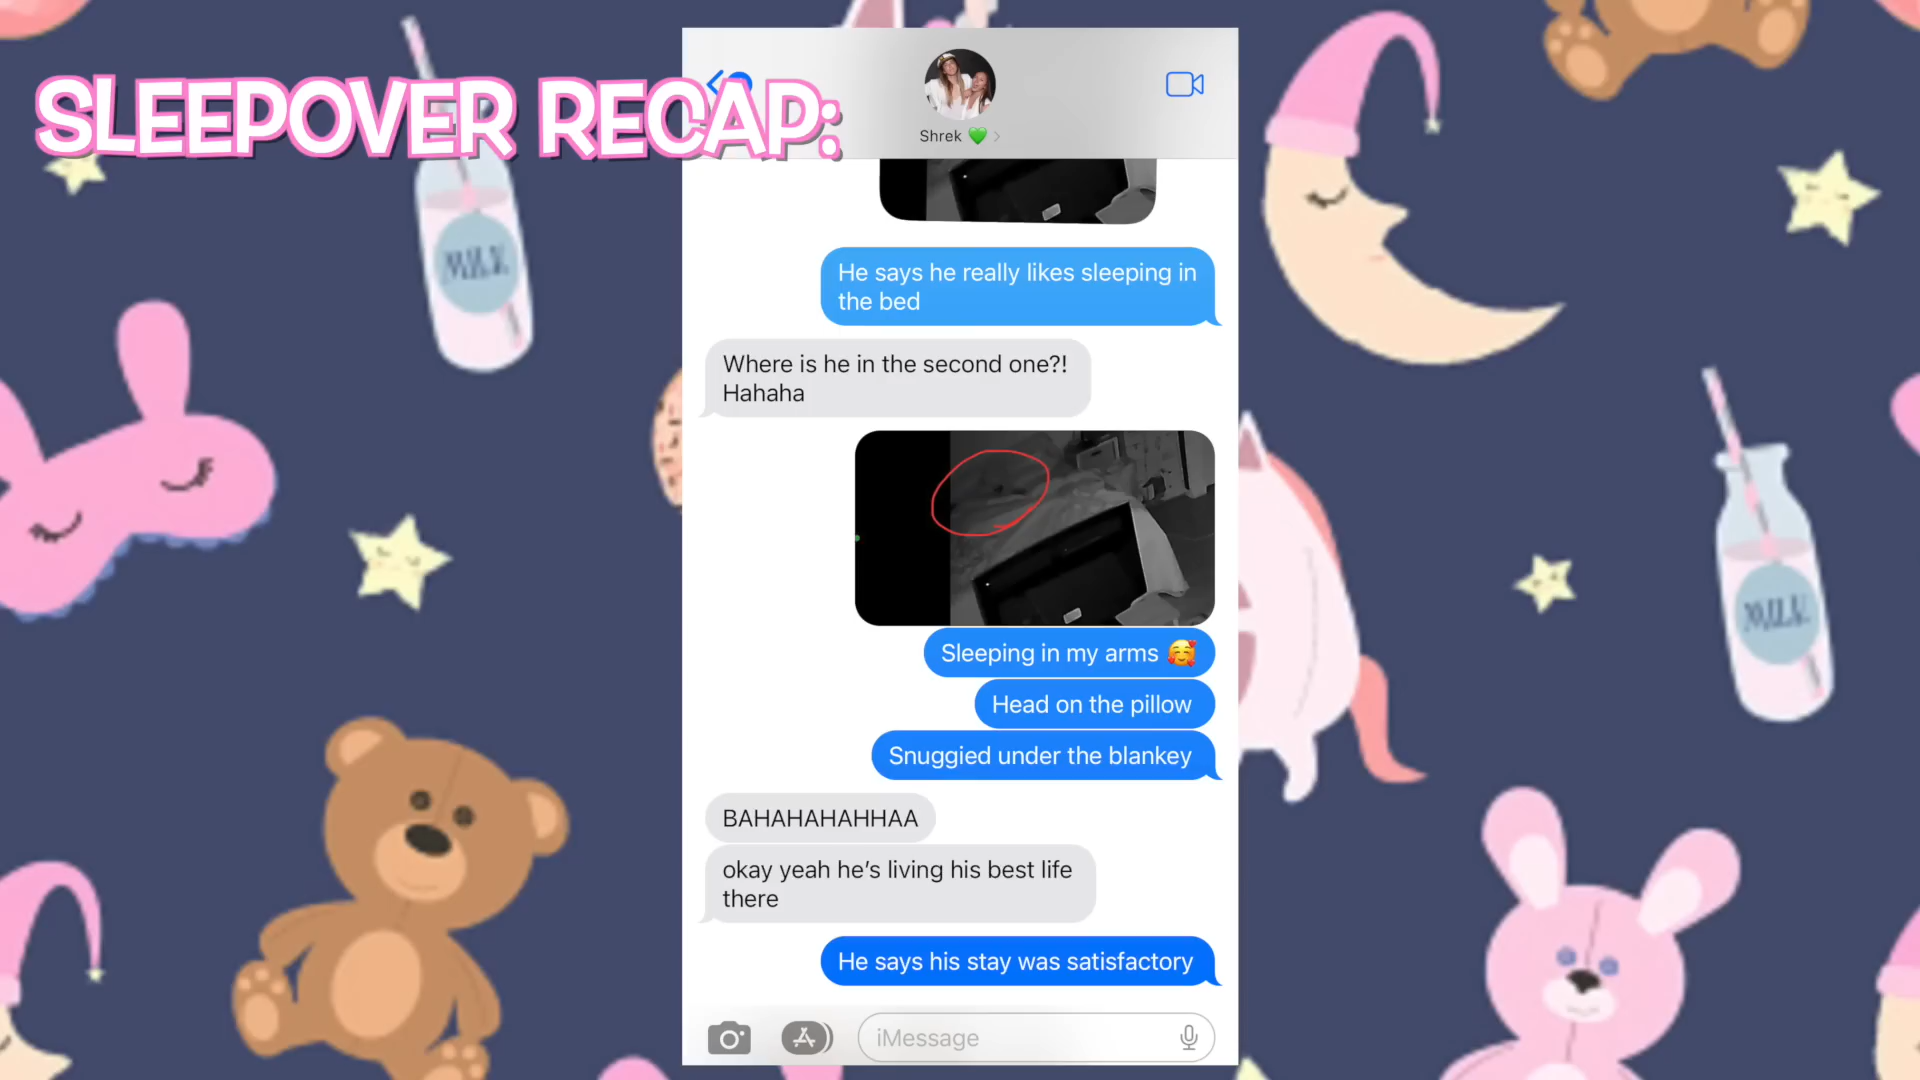 SLEEPOVER RECAP:
Shrek 💚
He says he really likes sleeping in
the bed
Where is he in the second one?!
Hahaha
Sleeping in my arms 🥰
Head on the pillow
Snuggied under the blankey
BAHAHAHAHHAA
okay yeah he's living his best life
there
He says his stay was satisfactory
iMessage
MILK
MILK